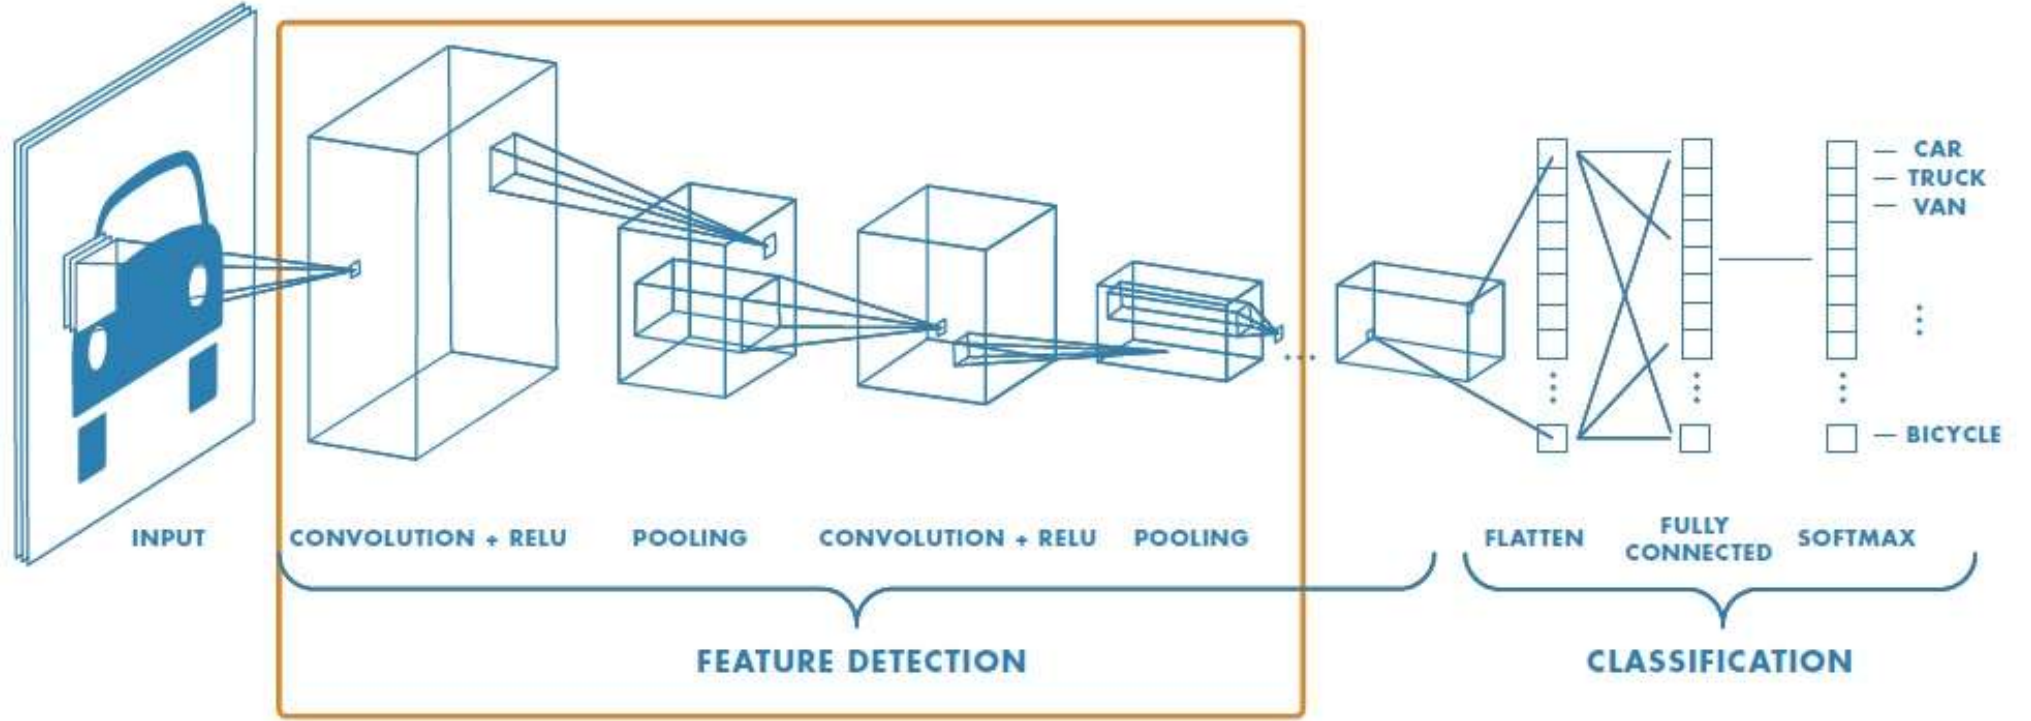 CAR
TRUCK
VAN
BICYCLE
INPUT
CONVOLUTION + RELU
POOLING
CONVOLUTION + RELU
POOLING
FLATTEN
FULLY
CONNECTED
SOFTMAX
FEATURE DETECTION
CLASSIFICATION